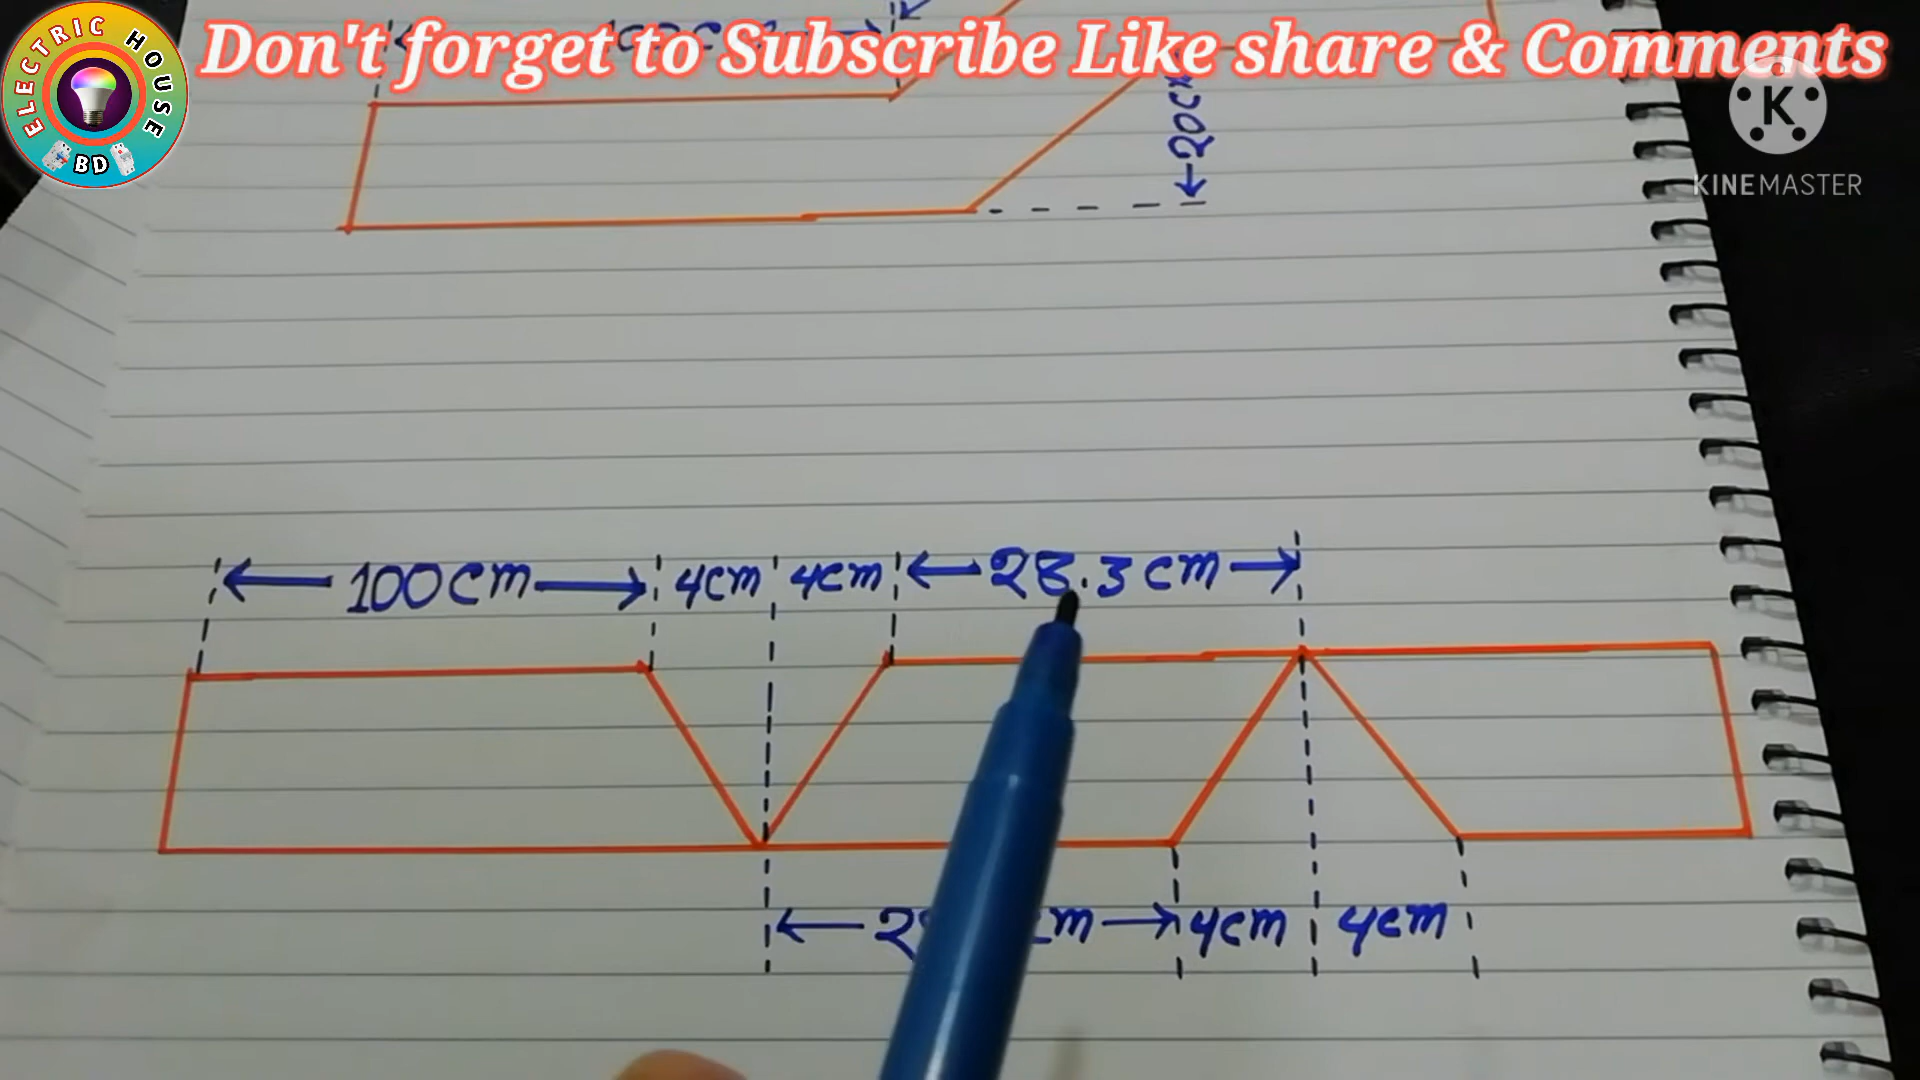 ELECTRIC HOUSE
BD
Don't forget to Subscribe Like share & Comments
K
KINEMASTER
20cm
100cm 4cm 4cm 28.3cm
4cm 4cm